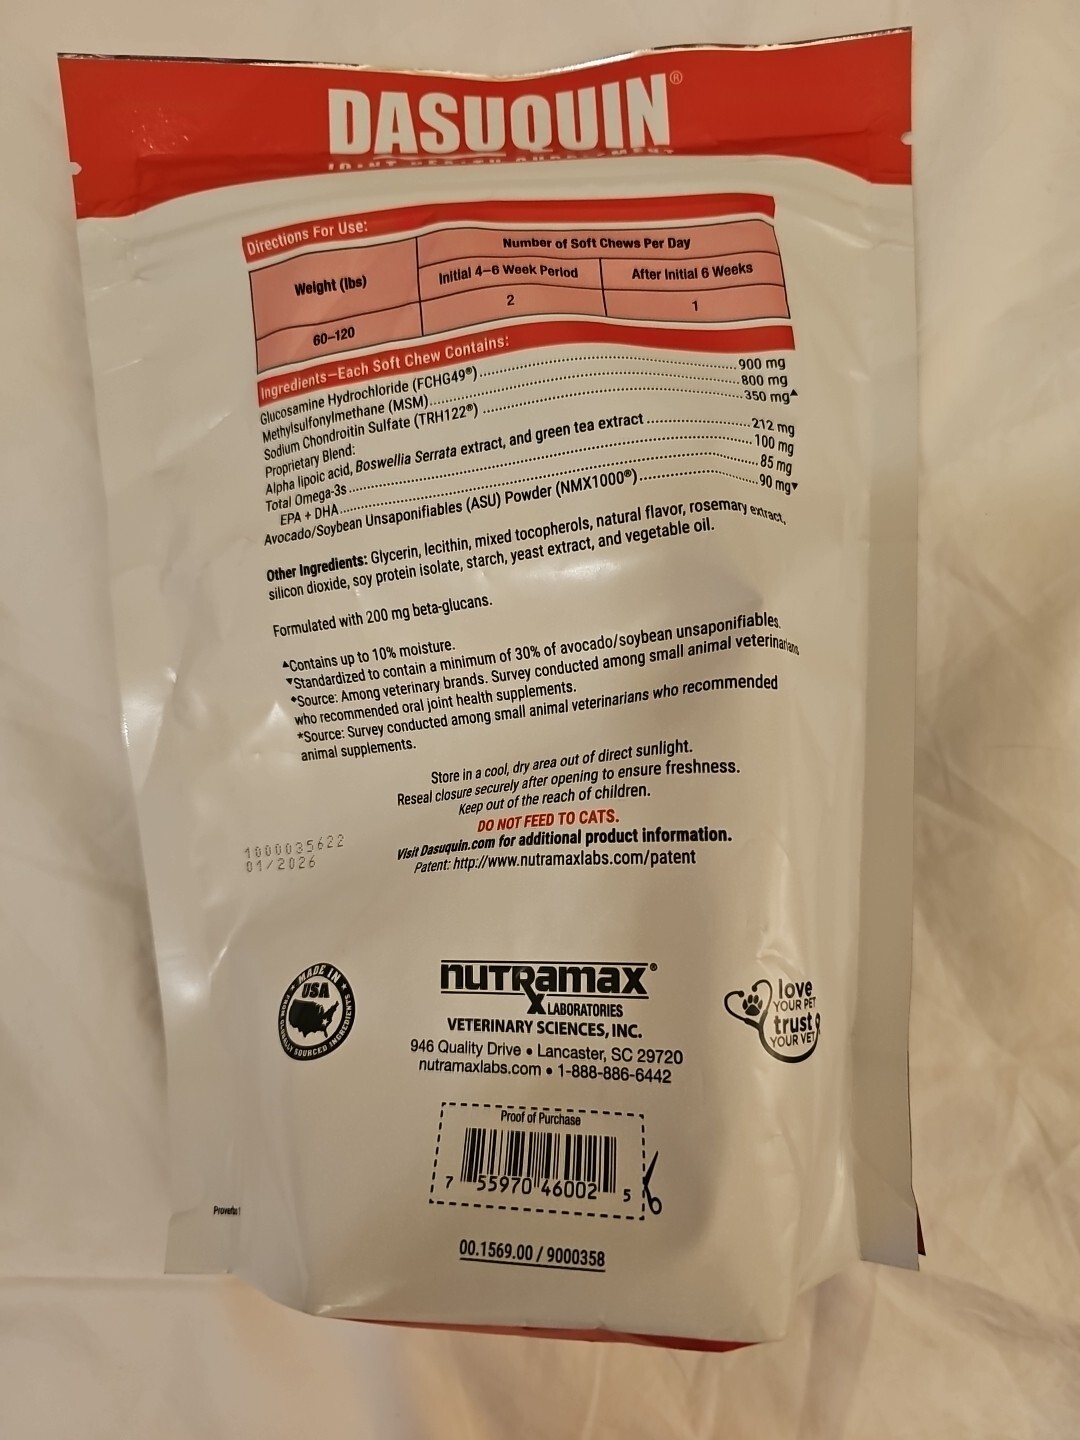 DASUQUIN®
JOINT HEALTH SUPPLEMENT
Directions For Use:
Weight (lbs)
Number of Soft Chews Per Day
Initial 4–6 Week Period
After Initial 6 Weeks
60–120
2
1
Ingredients—Each Soft Chew Contains:
Glucosamine Hydrochloride (FCHG49®) 900 mg
Methylsulfonylmethane (MSM) 800 mg
Sodium Chondroitin Sulfate (TRH122®) 350 mg▲
Proprietary Blend:
Alpha lipoic acid, Boswellia Serrata extract, and green tea extract 212 mg
Total Omega-3s 100 mg
EPA + DHA 85 mg
Avocado/Soybean Unsaponifiables (ASU) Powder (NMX1000®) 90 mg▼
Other Ingredients: Glycerin, lecithin, mixed tocopherols, natural flavor, rosemary extract,
silicon dioxide, soy protein isolate, starch, yeast extract, and vegetable oil.
Formulated with 200 mg beta-glucans.
▲Contains up to 10% moisture.
▼Standardized to contain a minimum of 30% of avocado/soybean unsaponifiables.
◆Source: Among veterinary brands. Survey conducted among small animal veterinarians
who recommended oral joint health supplements.
*Source: Survey conducted among small animal veterinarians who recommended
animal supplements.
Store in a cool, dry area out of direct sunlight.
Reseal closure securely after opening to ensure freshness.
Keep out of the reach of children.
DO NOT FEED TO CATS.
Visit Dasuquin.com for additional product information.
Patent: http://www.nutramaxlabs.com/patent
1000035622
01/2026
MADE IN
USA
FROM GLOBALLY SOURCED INGREDIENTS
nutramax®
LABORATORIES
VETERINARY SCIENCES, INC.
946 Quality Drive • Lancaster, SC 29720
nutramaxlabs.com • 1-888-886-6442
love
YOUR PET
trust
YOUR VET
Proof of Purchase
7 55970 46002 5
Proverbs
00.1569.00 / 9000358